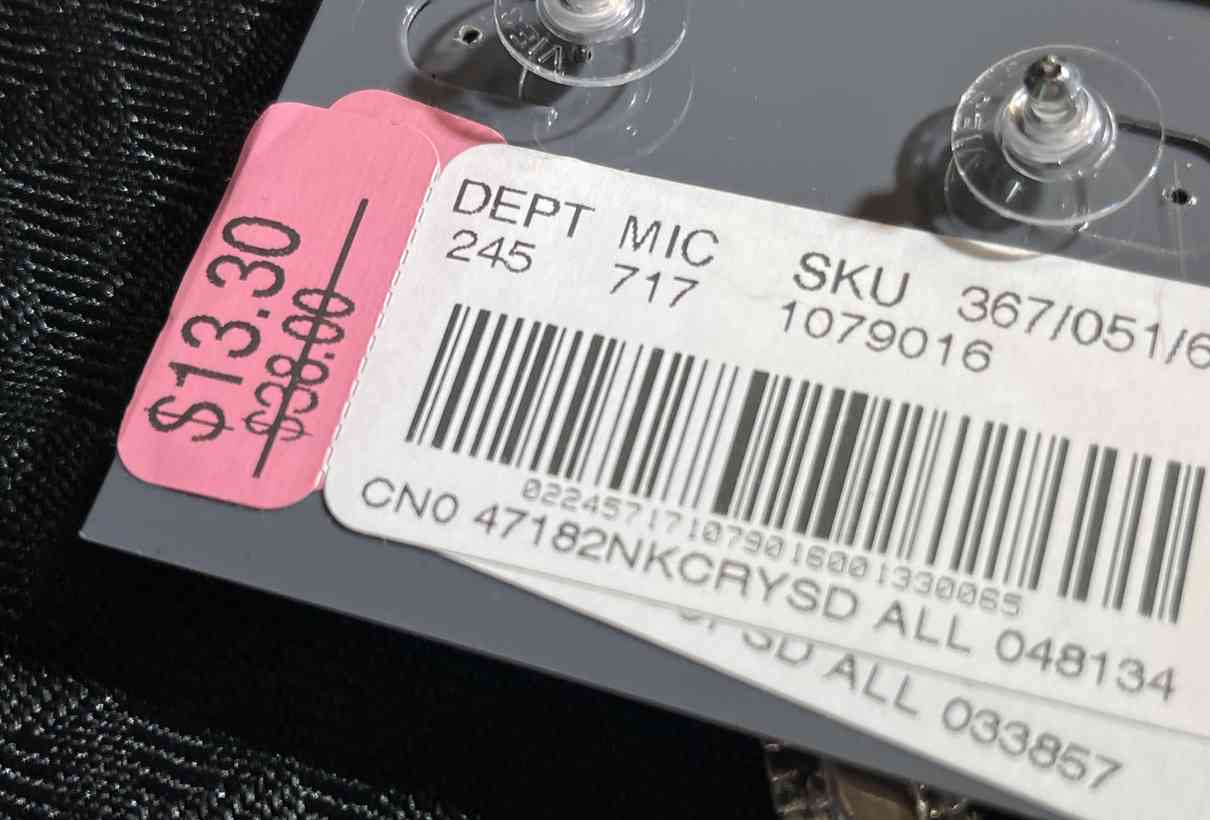 $13.30
$38.00
DEPT MIC SKU 367/051/6
245 717 1079016
022457171079016001330065
CN0 47182NKCRYSD ALL 048134
SD ALL 033857